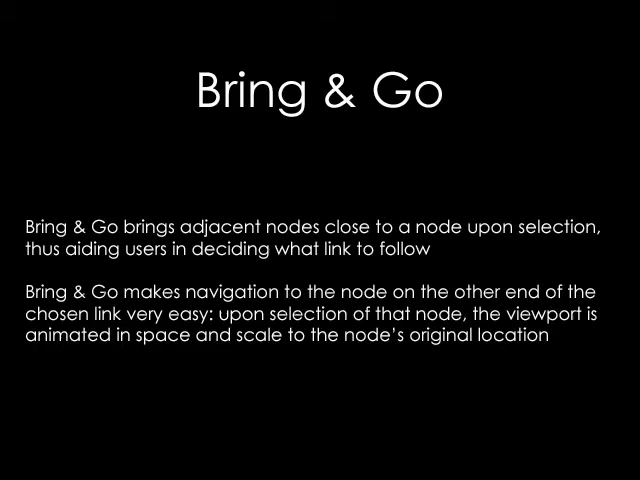 Bring & Go
Bring & Go brings adjacent nodes close to a node upon selection,
thus aiding users in deciding what link to follow
Bring & Go makes navigation to the node on the other end of the
chosen link very easy: upon selection of that node, the viewport is
animated in space and scale to the node’s original location